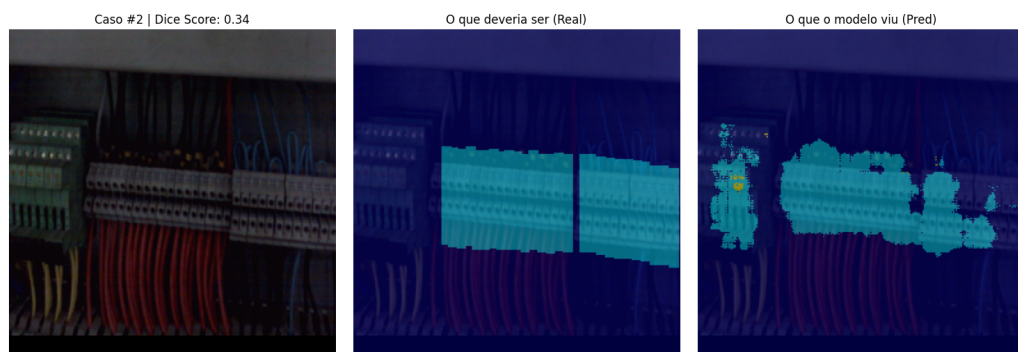 Caso #2 | Dice Score: 0.34
O que deveria ser (Real)
O que o modelo viu (Pred)